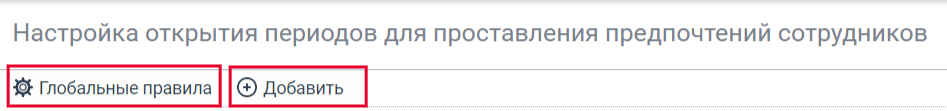 Настройка открытия периодов для проставления предпочтений сотрудников
Глобальные правила Добавить